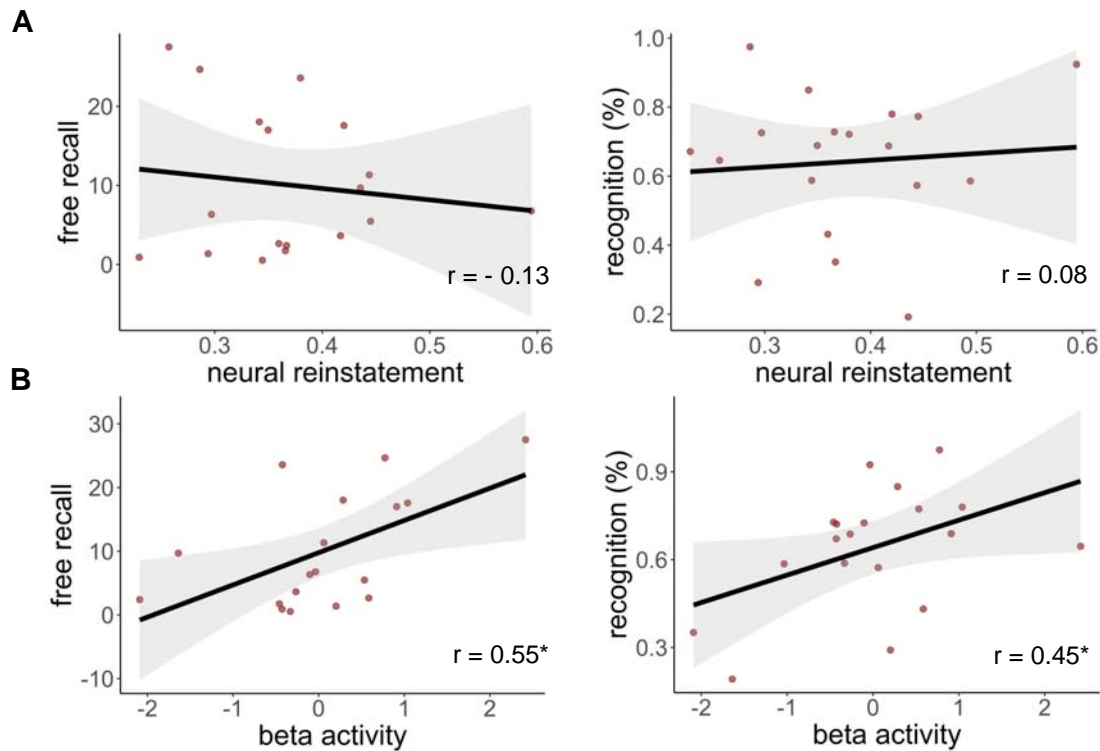 A
free recall
20
10
0
0.3 0.4 0.5 0.6
neural reinstatement
r = - 0.13
recognition (%)
1.0
0.8
0.6
0.4
0.2
0.3 0.4 0.5 0.6
neural reinstatement
r = 0.08
B
free recall
30
20
10
0
-10
-2 -1 0 1 2
beta activity
r = 0.55*
recognition (%)
0.9
0.6
0.3
-2 -1 0 1 2
beta activity
r = 0.45*